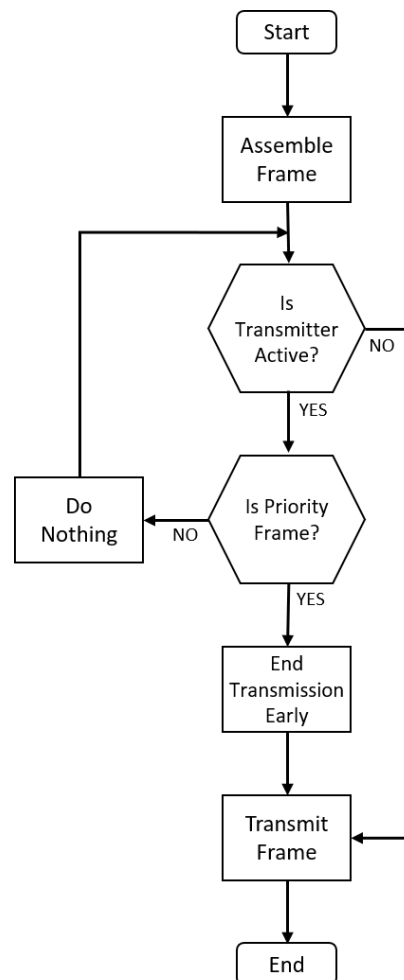 Start
Assemble
Frame
Is
Transmitter
Active?
NO
YES
Do
Nothing
NO
Is Priority
Frame?
YES
End
Transmission
Early
Transmit
Frame
End